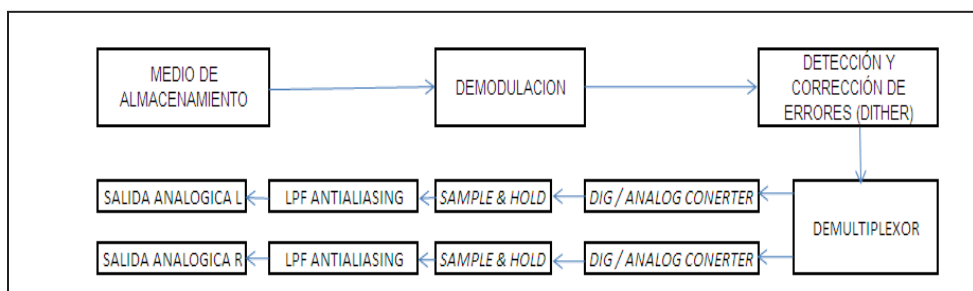 MEDIO DE
ALMACENAMIENTO
DEMODULACION
DETECCIÓN Y
CORRECCIÓN DE
ERRORES (DITHER)
SALIDA ANALOGICA L
LPF ANTIALIASING
SAMPLE & HOLD
DIG / ANALOG CONERTER
DEMULTIPLEXOR
SALIDA ANALOGICA R
LPF ANTIALIASING
SAMPLE & HOLD
DIG / ANALOG CONERTER